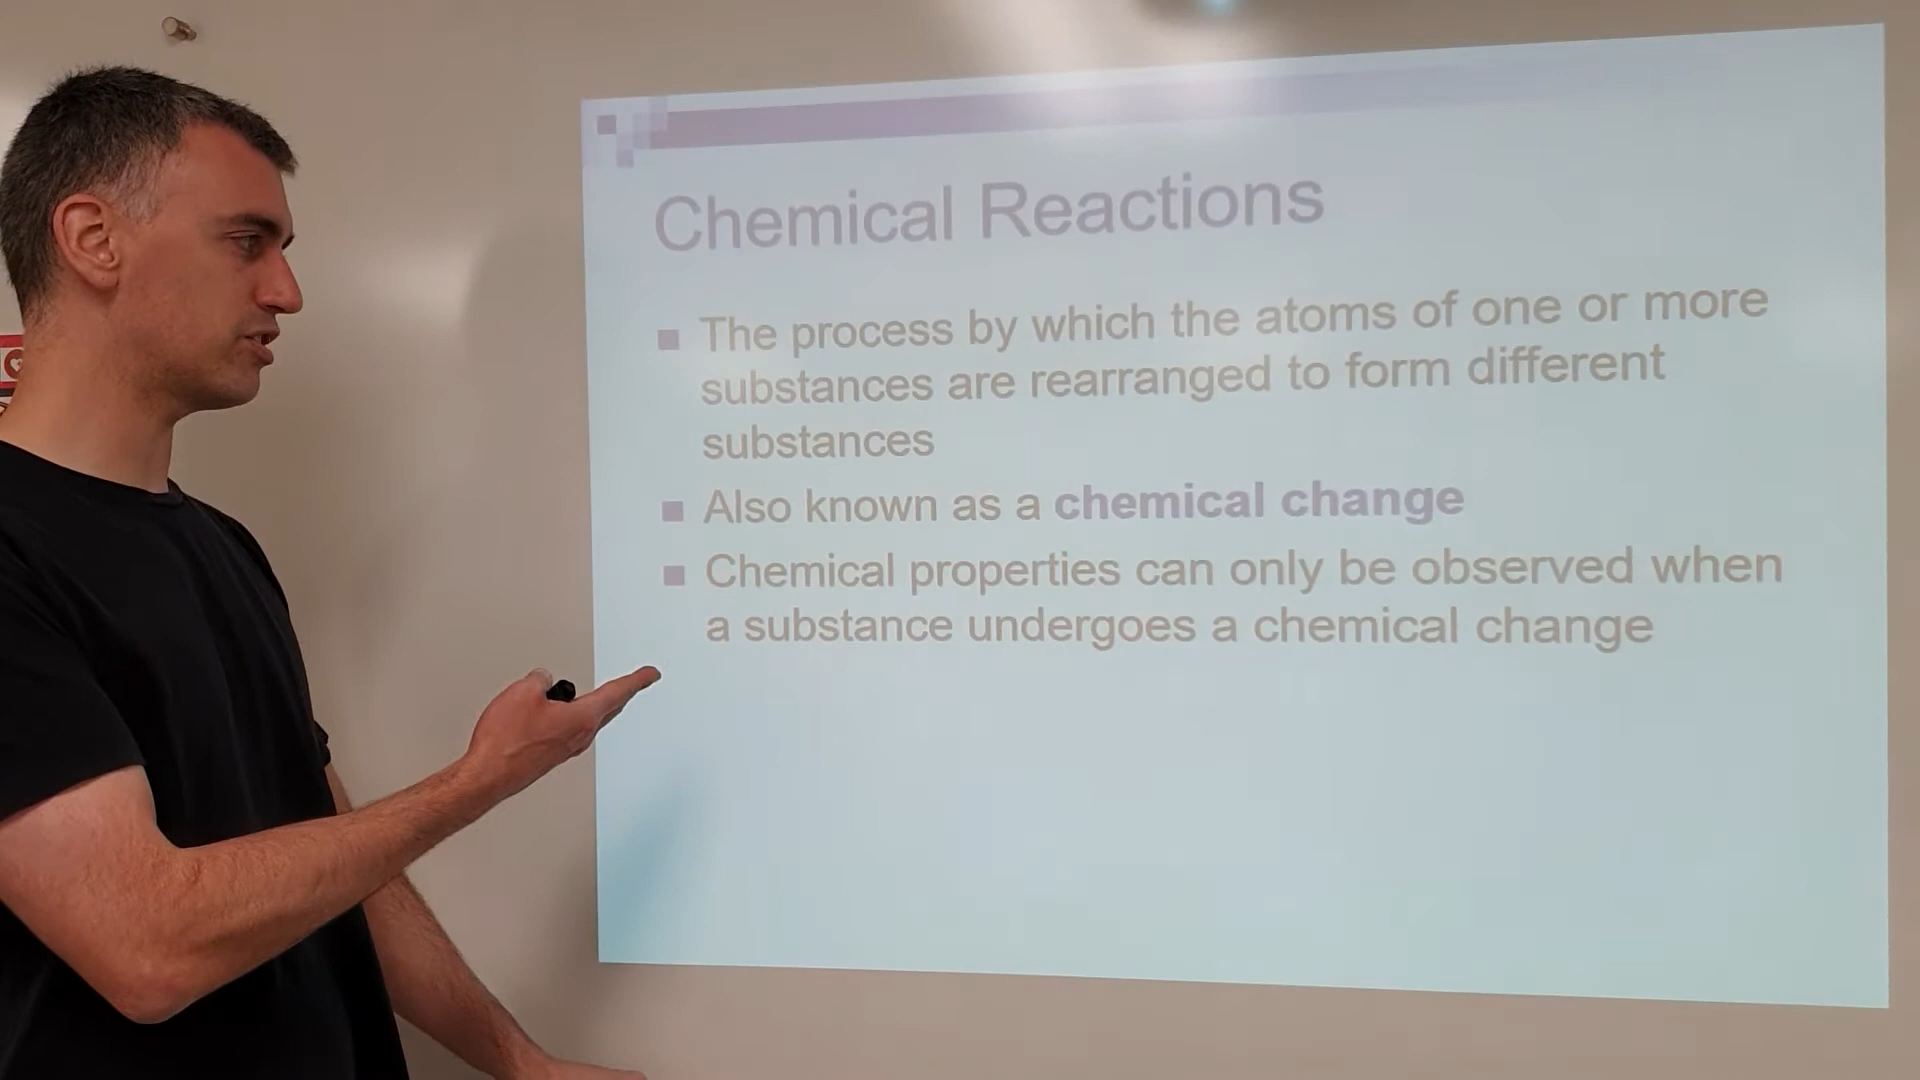 Chemical Reactions
The process by which the atoms of one or more
substances are rearranged to form different
substances
Also known as a chemical change
Chemical properties can only be observed when
a substance undergoes a chemical change